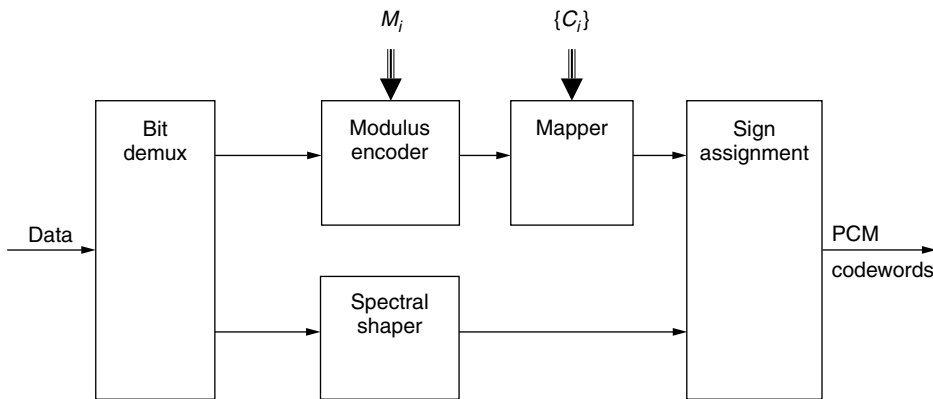 M_i
{C_i}
Bit
demux
Modulus
encoder
Mapper
Sign
assignment
Data
PCM
codewords
Spectral
shaper